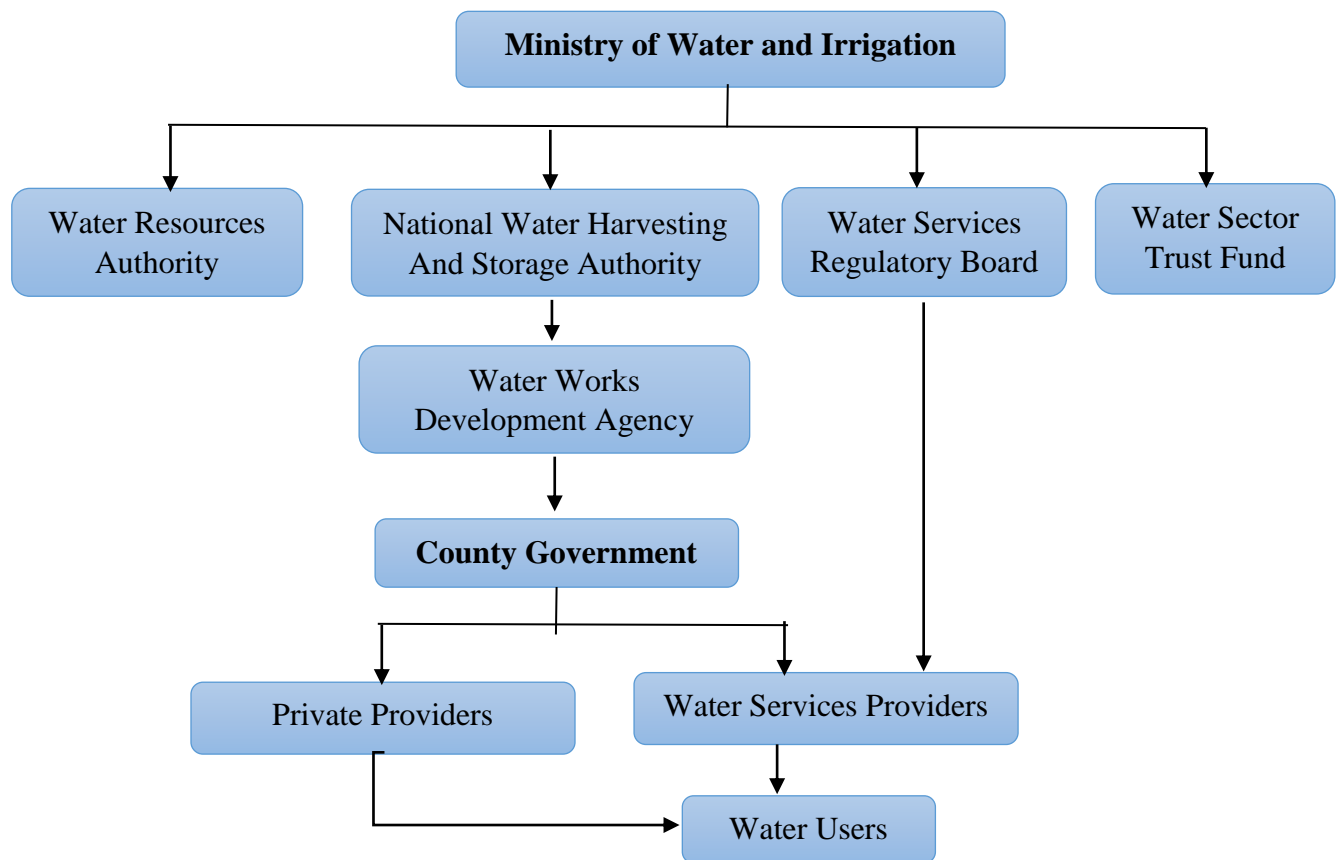 Ministry of Water and Irrigation
Water Resources
Authority
National Water Harvesting
And Storage Authority
Water Services
Regulatory Board
Water Sector
Trust Fund
Water Works
Development Agency
County Government
Private Providers
Water Services Providers
Water Users